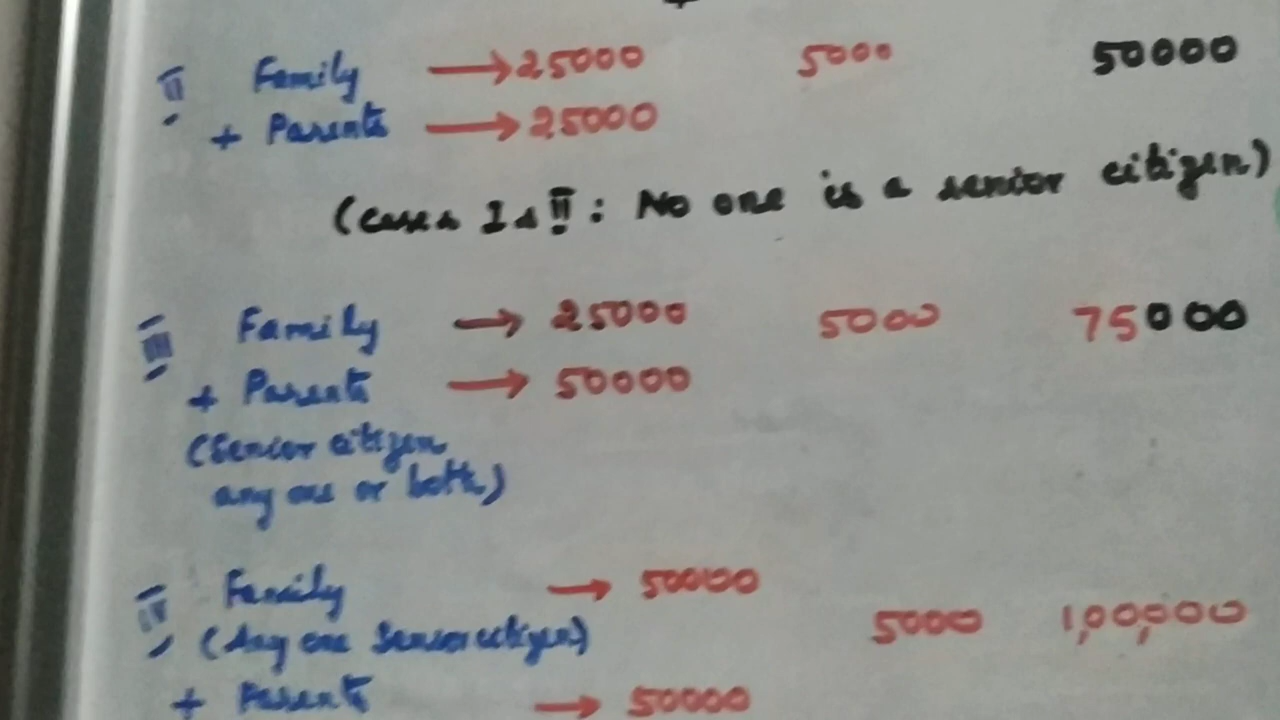 II Family → 25000 5000 50000
+ Parents → 25000
(Cases I & II : No one is a senior citizen)
III Family → 25000 5000 75000
+ Parents → 50000
(Senior citizen
any one or both)
Family → 50000
(Any one Senior citizen) 5000 1,00,000
+ Parents → 50000